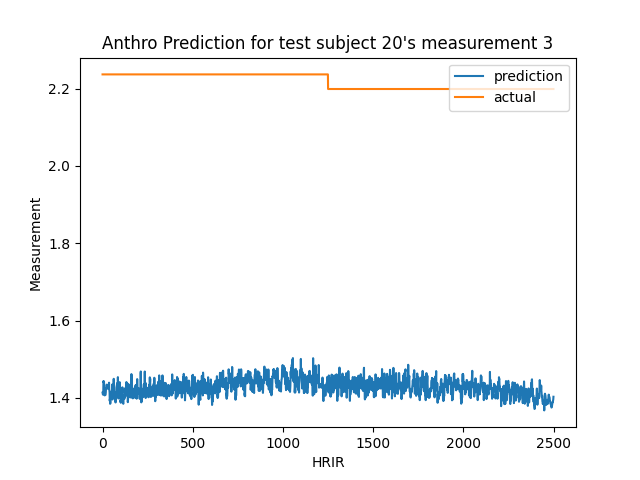 Anthro Prediction for test subject 20's measurement 3
prediction
actual
2.2
2.0
1.8
1.6
1.4
Measurement
0
500
1000
1500
2000
2500
HRIR